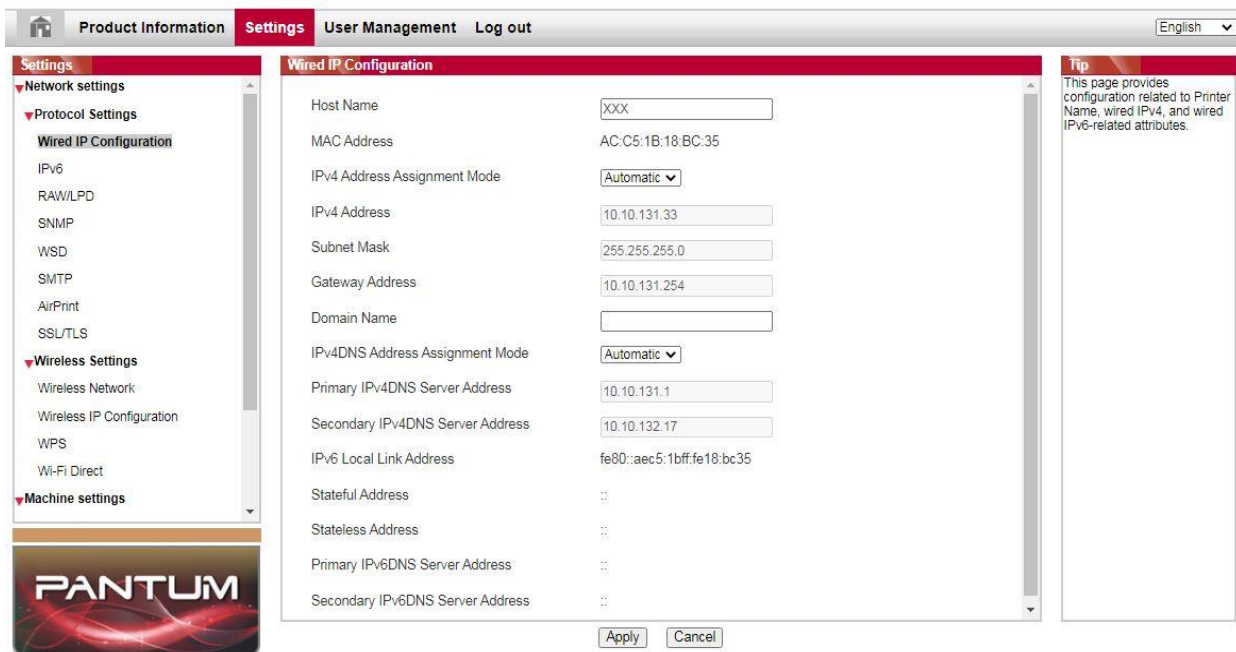 Product Information Settings User Management Log out English
Settings
Network settings
Protocol Settings
Wired IP Configuration
IPv6
RAW/LPD
SNMP
WSD
SMTP
AirPrint
SSL/TLS
Wireless Settings
Wireless Network
Wireless IP Configuration
WPS
Wi-Fi Direct
Machine settings
PANTUM
Wired IP Configuration
Host Name XXX
MAC Address AC:C5:1B:18:BC:35
IPv4 Address Assignment Mode Automatic
IPv4 Address 10.10.131.33
Subnet Mask 255.255.255.0
Gateway Address 10.10.131.254
Domain Name
IPv4DNS Address Assignment Mode Automatic
Primary IPv4DNS Server Address 10.10.131.1
Secondary IPv4DNS Server Address 10.10.132.17
IPv6 Local Link Address fe80::aec5:1bff:fe18:bc35
Stateful Address ::
Stateless Address ::
Primary IPv6DNS Server Address ::
Secondary IPv6DNS Server Address ::
Apply Cancel
Tip
This page provides
configuration related to Printer
Name, wired IPv4, and wired
IPv6-related attributes.